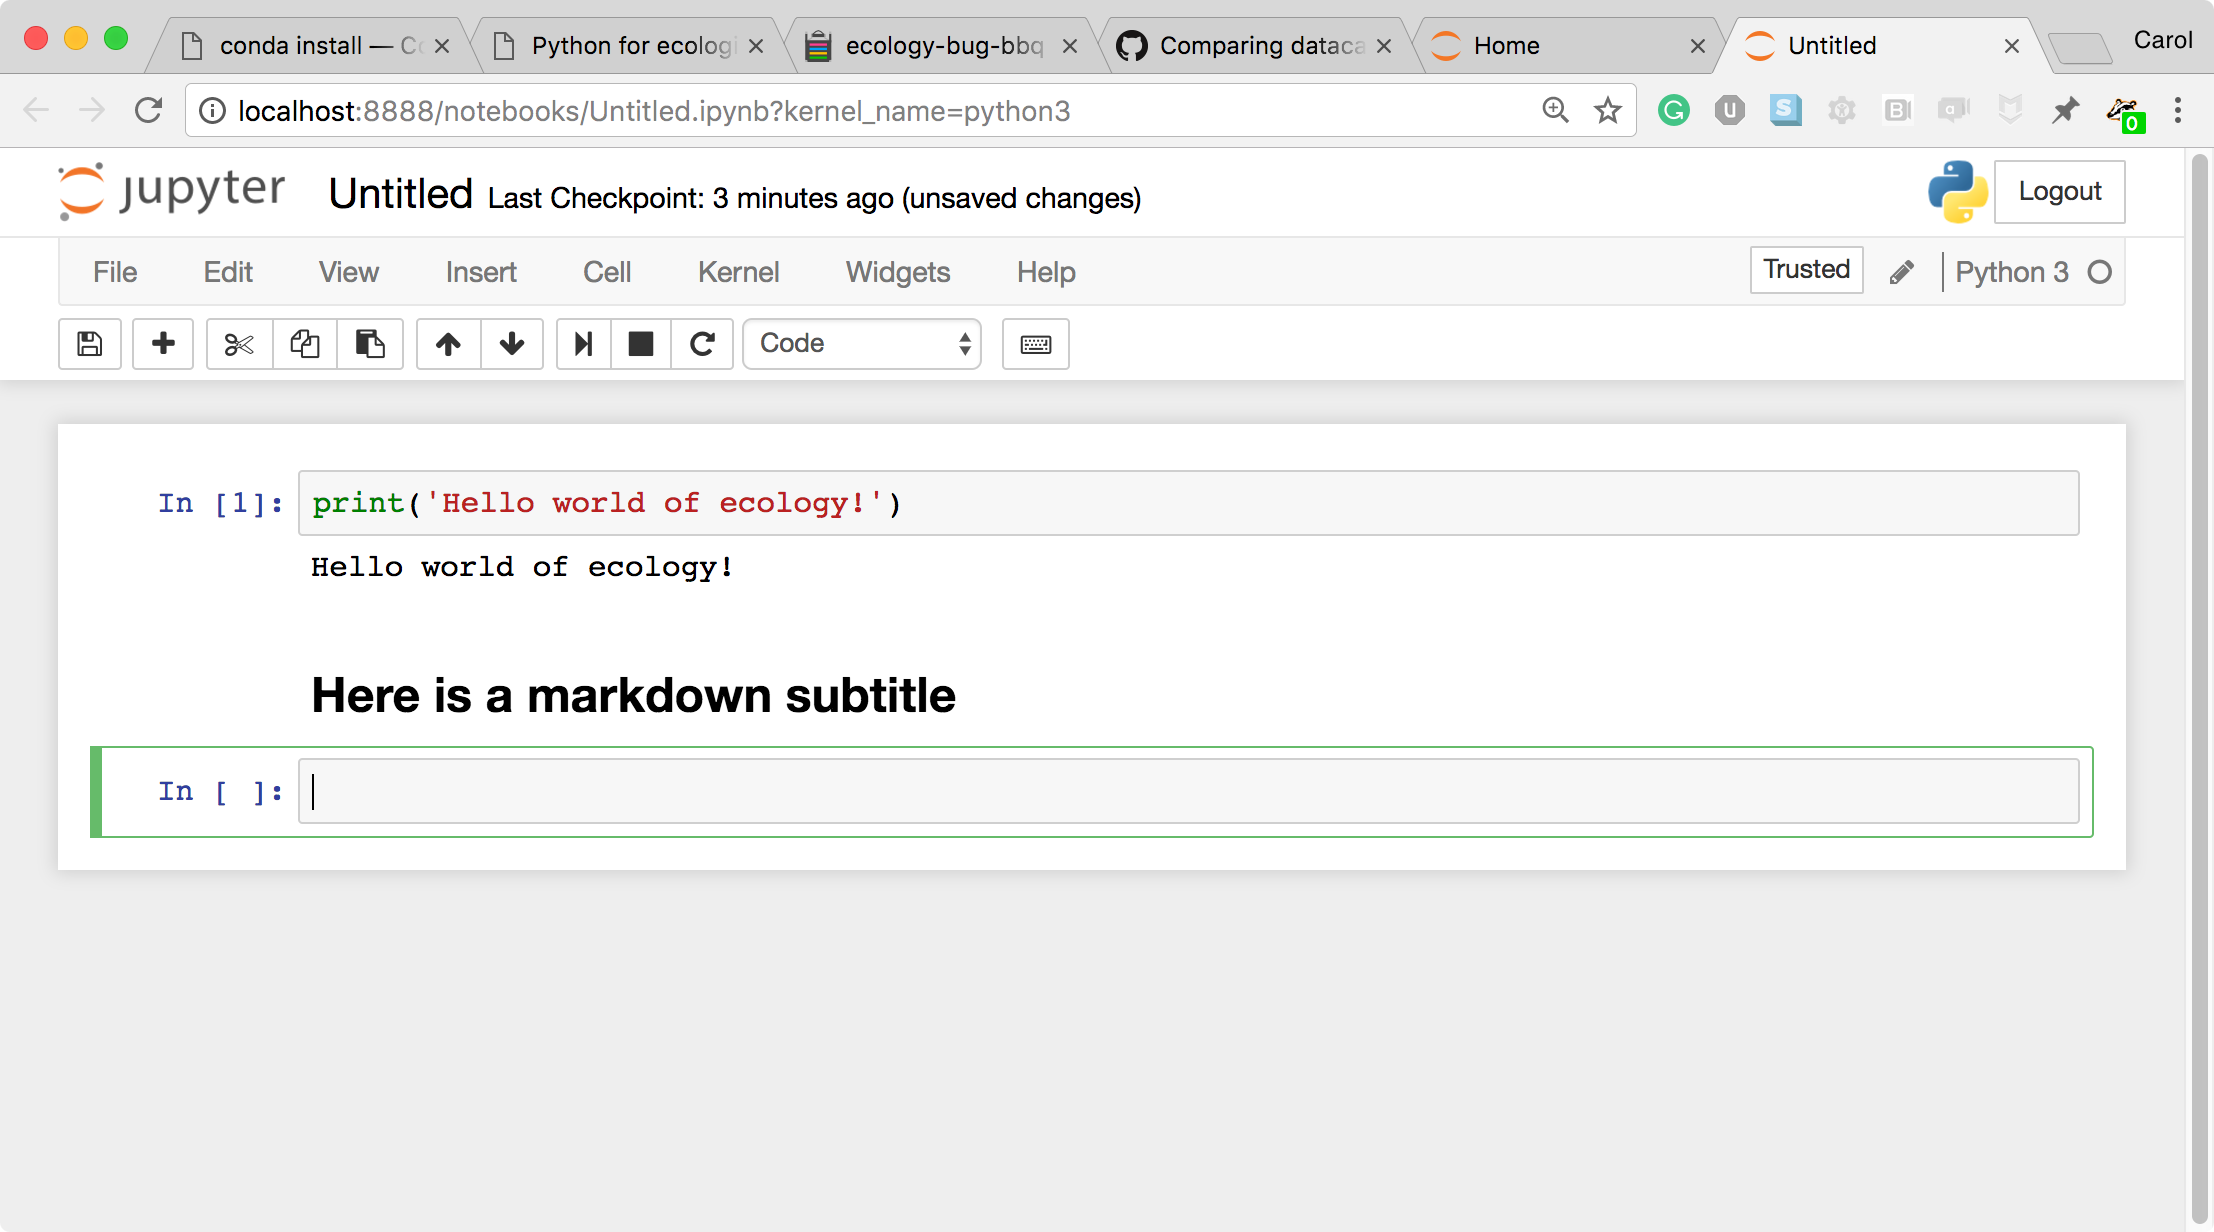 conda install — Co
Python for ecologi
ecology-bug-bbq
Comparing dataca
Home
Untitled
Carol
localhost:8888/notebooks/Untitled.ipynb?kernel_name=python3
0
jupyter Untitled Last Checkpoint: 3 minutes ago (unsaved changes)
Logout
File Edit View Insert Cell Kernel Widgets Help
Trusted
Python 3
Code
In [1]: print('Hello world of ecology!')
Hello world of ecology!
Here is a markdown subtitle
In [ ]: